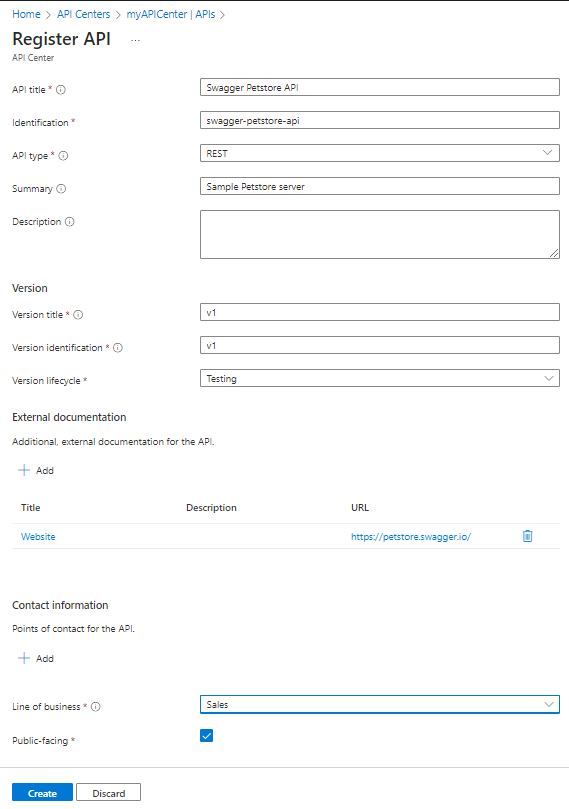 Home > API Centers > myAPICenter | APIs >
Register API ...
API Center
API title * Swagger Petstore API
Identification * swagger-petstore-api
API type * REST
Summary Sample Petstore server
Description
Version
Version title * v1
Version identification * v1
Version lifecycle * Testing
External documentation
Additional, external documentation for the API.
+ Add
Title Description URL
Website https://petstore.swagger.io/
Contact information
Points of contact for the API.
+ Add
Line of business * Sales
Public-facing *
Create Discard